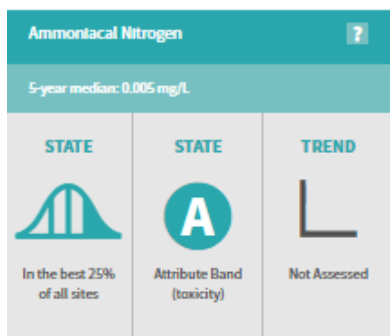 Ammoniacal Nitrogen ?
5-year median: 0.005 mg/L
STATE
In the best 25%
of all sites
STATE
A
Attribute Band
(toxicity)
TREND
Not Assessed